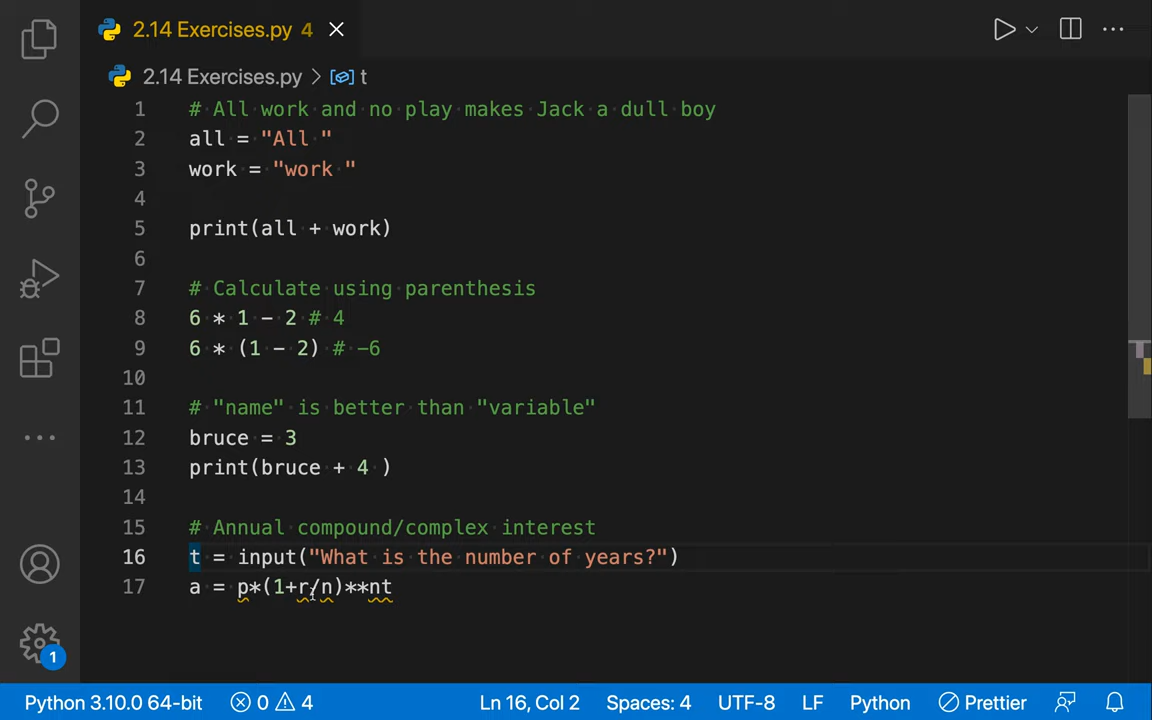 2.14 Exercises.py 4
2.14 Exercises.py > t
1 # All work and no play makes Jack a dull boy
2 all = "All "
3 work = "work "
4
5 print(all + work)
6
7 # Calculate using parenthesis
8 6 * 1 - 2 # 4
9 6 * (1 - 2) # -6
10
11 # "name" is better than "variable"
12 bruce = 3
13 print(bruce + 4 )
14
15 # Annual compound/complex interest
16 t = input("What is the number of years?")
17 a = p*(1+r/n)**nt
1
Python 3.10.0 64-bit 0 4 Ln 16, Col 2 Spaces: 4 UTF-8 LF Python Prettier